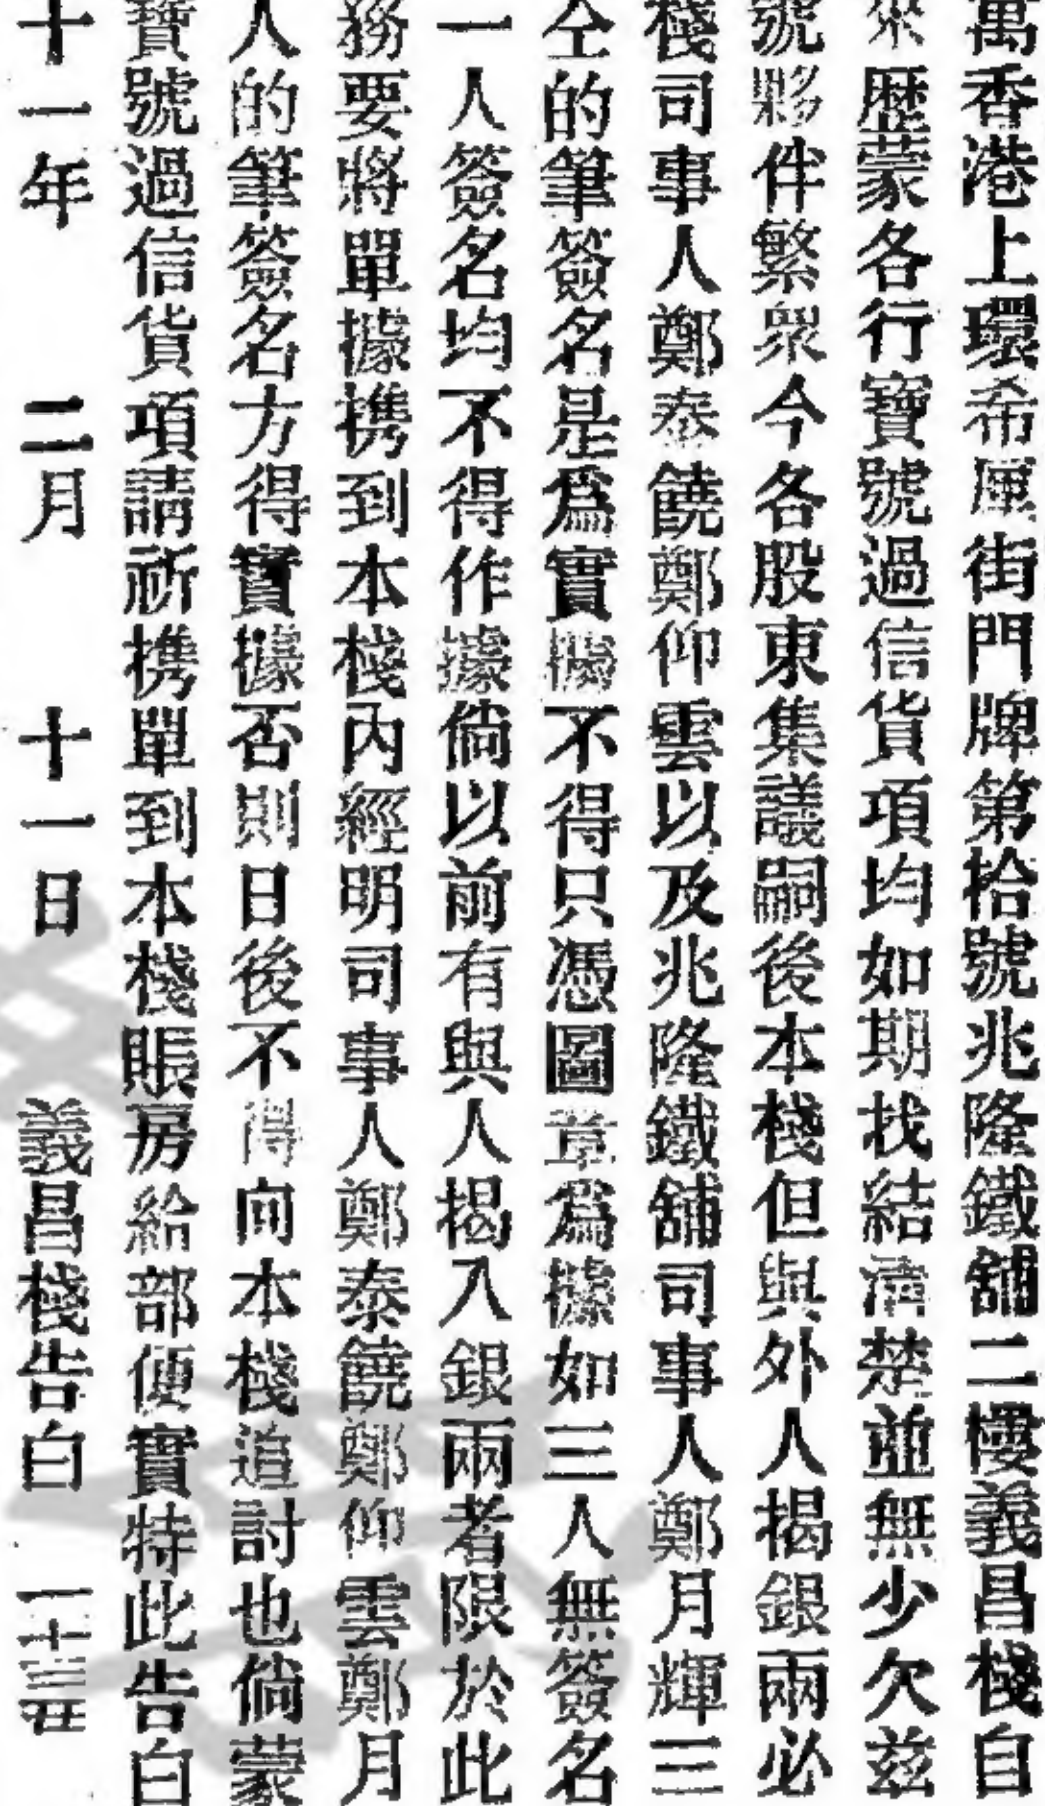 萬香港上環希厘街門牌第拾號兆隆鐵舖二樓義昌棧自
來歷蒙各行寶號過信貨項均如期找結清楚並無少欠茲
號夥伴繁衆今各股東集議嗣後本棧但與外人揭銀兩必
棧司事人鄭泰饒鄭仰雲以及兆隆鐵舖司事人鄭月輝三
仝的筆簽名是爲實據不得只憑圖章爲據如三人無簽名
一人簽名均不得作據倘以前有與人揭入銀兩者限於此
務要將單據携到本棧內經明司事人鄭泰饒鄭仰雲鄭月
人的筆簽名方得實據否則日後不得向本棧追討也倘蒙
寶號過信貨項請祈携單到本棧賬房給部便實特此告白
十一年 二月 十一日 義昌棧告白 二十三